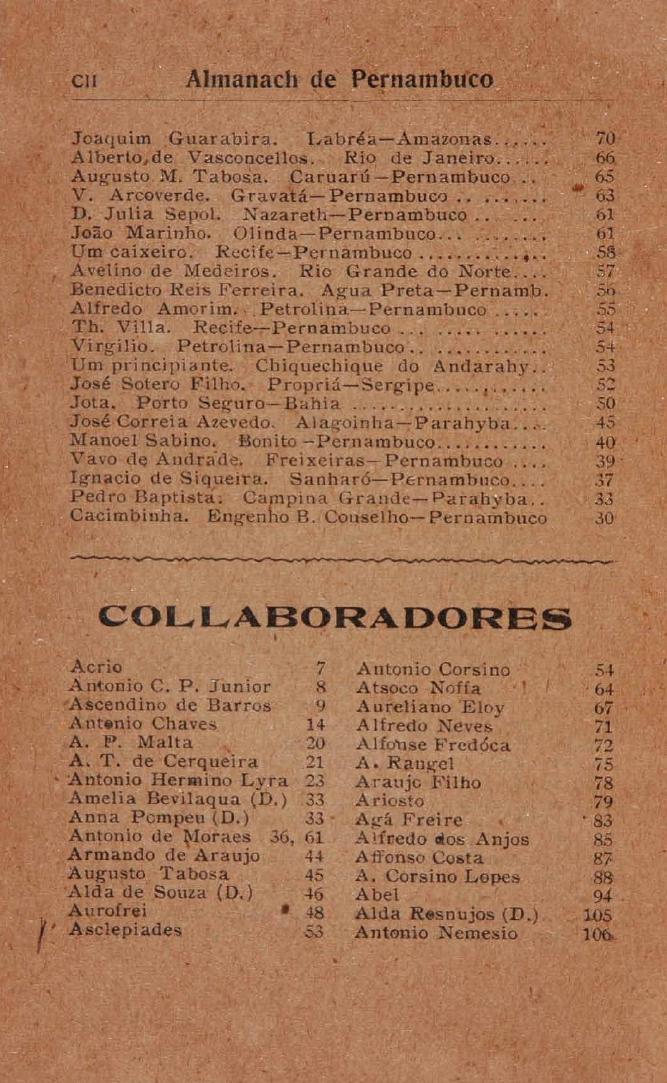 CII Almanach de Pernambuco
Joaquim Guarabira. Labréa—Amazonas...... 70
Alberto de Vasconcellos. Rio de Janeiro...... 66
Augusto M. Tabosa. Caruarú—Pernambuco... 65
V. Arcoverde. Gravatá—Pernambuco .......... 63
D. Julia Sepol. Nazareth—Pernambuco ....... 61
João Marinho. Olinda—Pernambuco.......... 61
Um caixeiro. Recife—Pernambuco ............. 58
Avelino de Medeiros. Rio Grande do Norte.... 57
Benedicto Reis Ferreira. Agua Preta—Pernamb. 56
Alfredo Amorim. Petrolina—Pernambuco ..... 55
Th. Villa. Recife—Pernambuco ......... 54
Virgilio. Petrolina—Pernambuco............ 54
Um principiante. Chiquechique do Andarahy.. 53
José Sotero Filho. Propriá—Sergipe........... 52
Jota. Porto Seguro—Bahia .................. 50
José Correia Azevedo. Alagoinha—Parahyba.... 45
Manoel Sabino. Bonito—Pernambuco.......... 40
Vavo de Andrade. Freixeiras—Pernambuco .... 39
Ignacio de Siqueira. Sanharó—Pernambuco.... 37
Pedro Baptista. Campina Grande—Parahyba.. 33
Cacimbinha. Engenho B. Conselho—Pernambuco 30
COLLABORADORES
Acrio 7
Antonio C. P. Junior 8
Ascendino de Barros 9
Antonio Chaves 14
A. P. Malta 20
A. T. de Cerqueira 21
Antonio Hermino Lyra 23
Amelia Bevilaqua (D.) 33
Anna Pompeu (D.) 33
Antonio de Moraes 36, 61
Armando de Araujo 44
Augusto Tabosa 45
Alda de Souza (D.) 46
Aurofrei 48
Asclepiades 53
Antonio Corsino 54
Atsoco Noffa 64
Aureliano Eloy 67
Alfredo Neves 71
Alfonse Fredóca 72
A. Rangel 75
Araujo Filho 78
Ariosto 79
Agá Freire 83
Alfredo dos Anjos 85
Affonso Costa 87
A. Corsino Lopes 88
Abel 94
Alda Resnujos (D.) 105
Antonio Nemesio 106